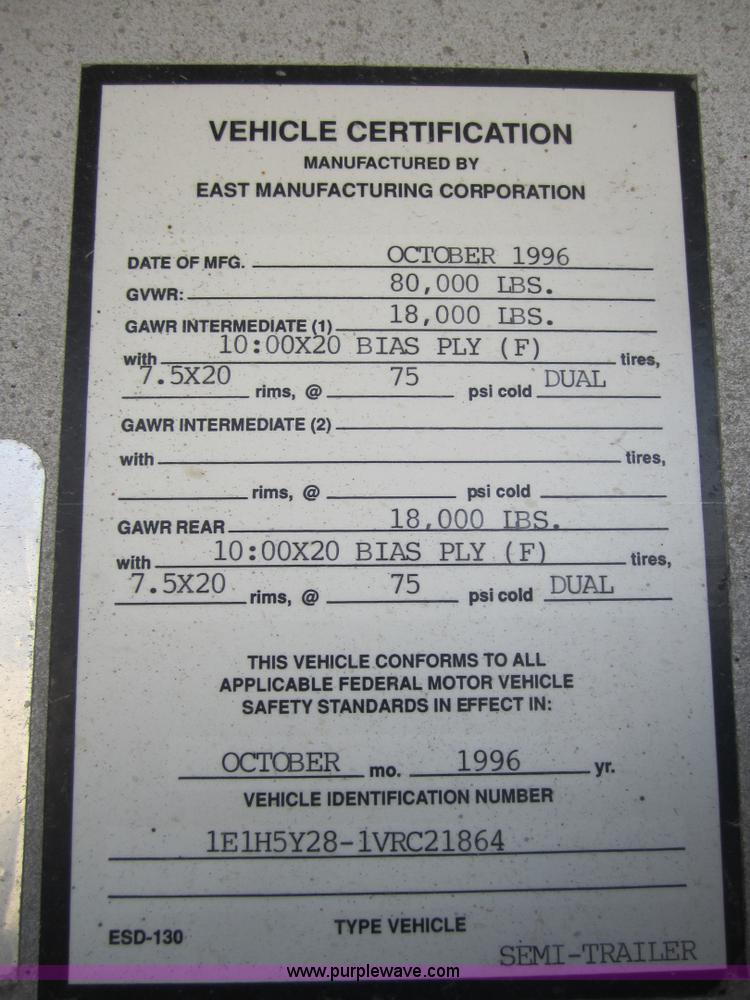 VEHICLE CERTIFICATION
MANUFACTURED BY
EAST MANUFACTURING CORPORATION
DATE OF MFG. OCTOBER 1996
GVWR: 80,000 LBS.
GAWR INTERMEDIATE (1) 18,000 LBS.
with 10:00X20 BIAS PLY (F) tires,
7.5X20 rims, @ 75 psi cold DUAL
GAWR INTERMEDIATE (2)
with tires,
rims, @ psi cold
GAWR REAR 18,000 LBS.
with 10:00X20 BIAS PLY (F) tires,
7.5X20 rims, @ 75 psi cold DUAL
THIS VEHICLE CONFORMS TO ALL
APPLICABLE FEDERAL MOTOR VEHICLE
SAFETY STANDARDS IN EFFECT IN:
OCTOBER mo. 1996 yr.
VEHICLE IDENTIFICATION NUMBER
1E1H5Y28-1VRC21864
ESD-130 TYPE VEHICLE SEMI-TRAILER
www.purplewave.com